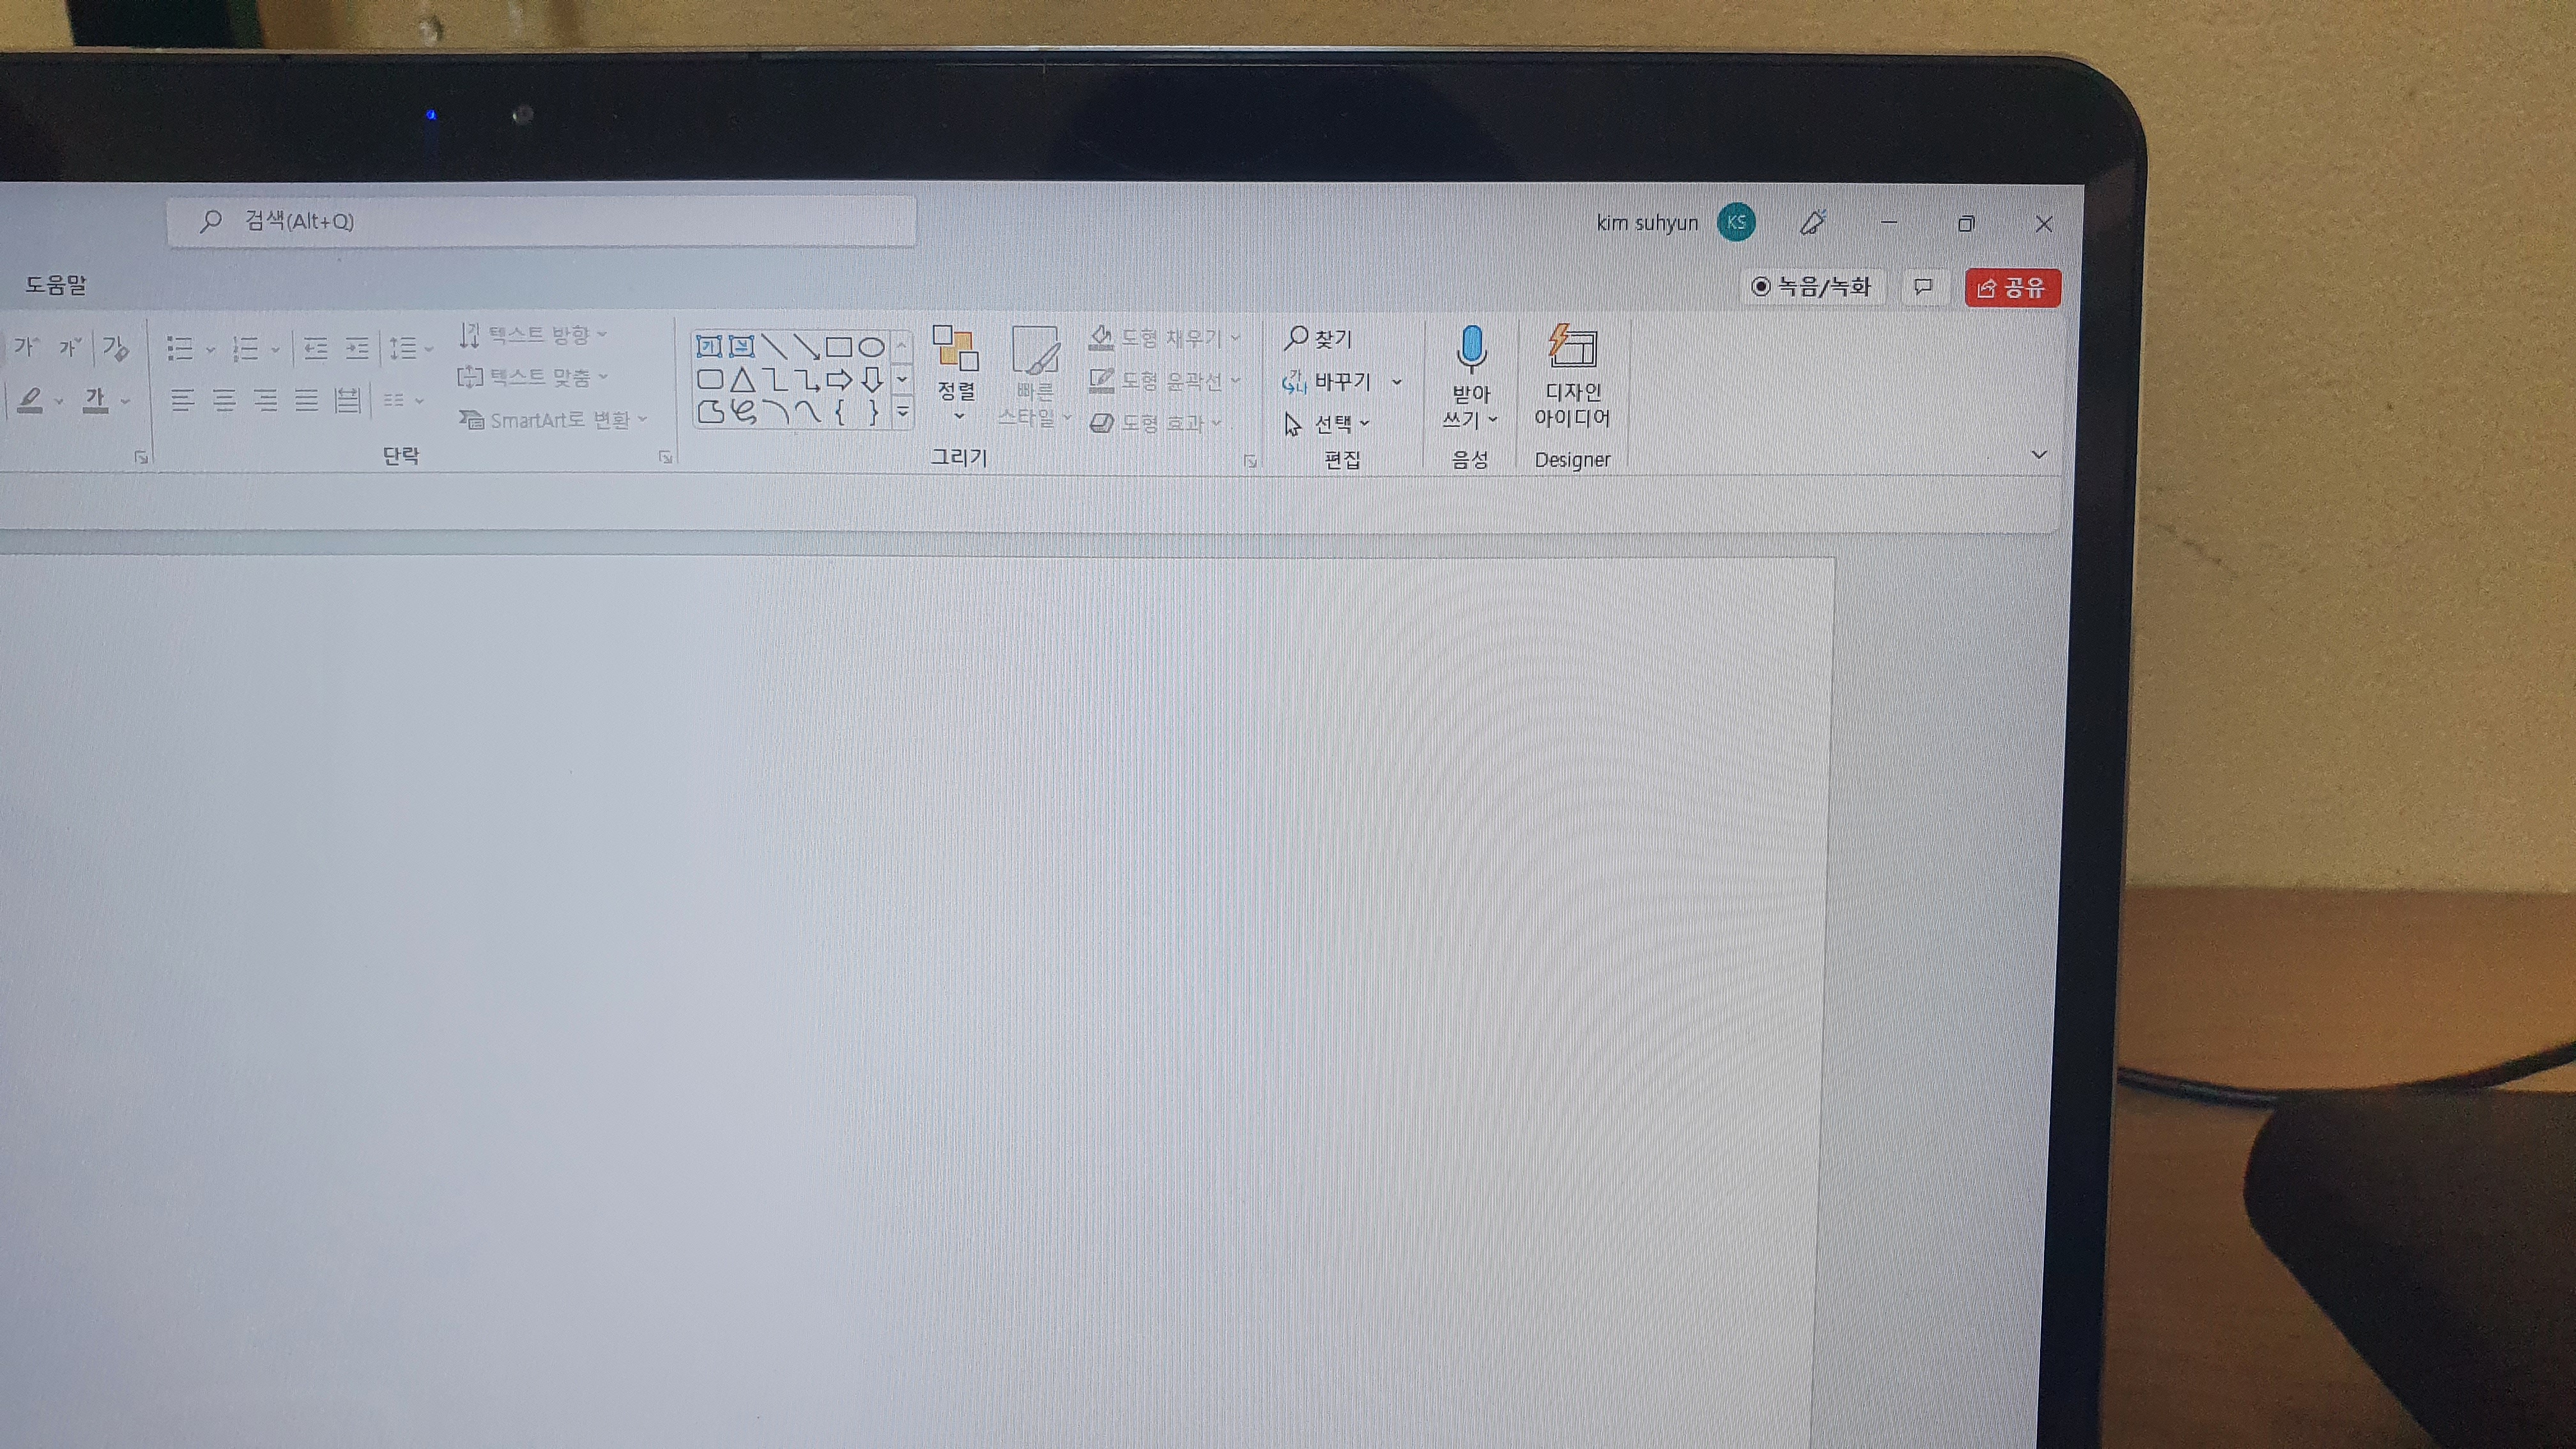 검색(Alt+Q)
kim suhyun
KS
도움말
녹음/녹화
공유
가
가
가
가
텍스트 방향
텍스트 맞춤
SmartArt로 변환
단락
가
정렬
빠른
스타일
도형 채우기
도형 윤곽선
도형 효과
그리기
찾기
바꾸기
선택
편집
받아
쓰기
음성
디자인
아이디어
Designer